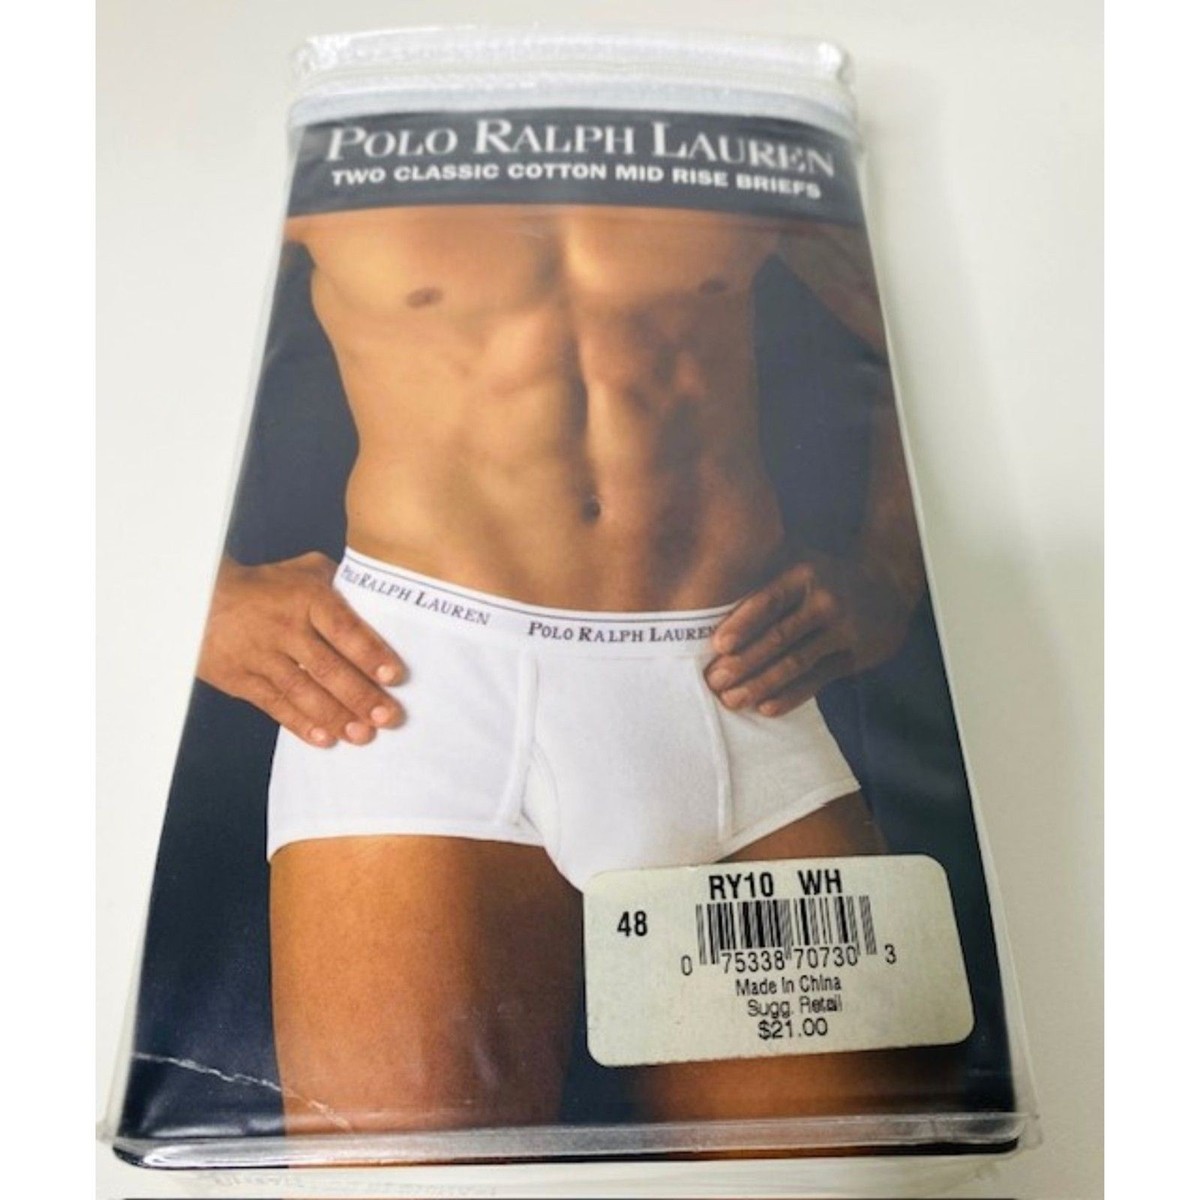 POLO RALPH LAUREN
TWO CLASSIC COTTON MID RISE BRIEFS
POLO RALPH LAUREN
POLO RALPH LAUREN
RY10 WH
48
0 75338 70730 3
Made In China
Sugg. Retail
$21.00